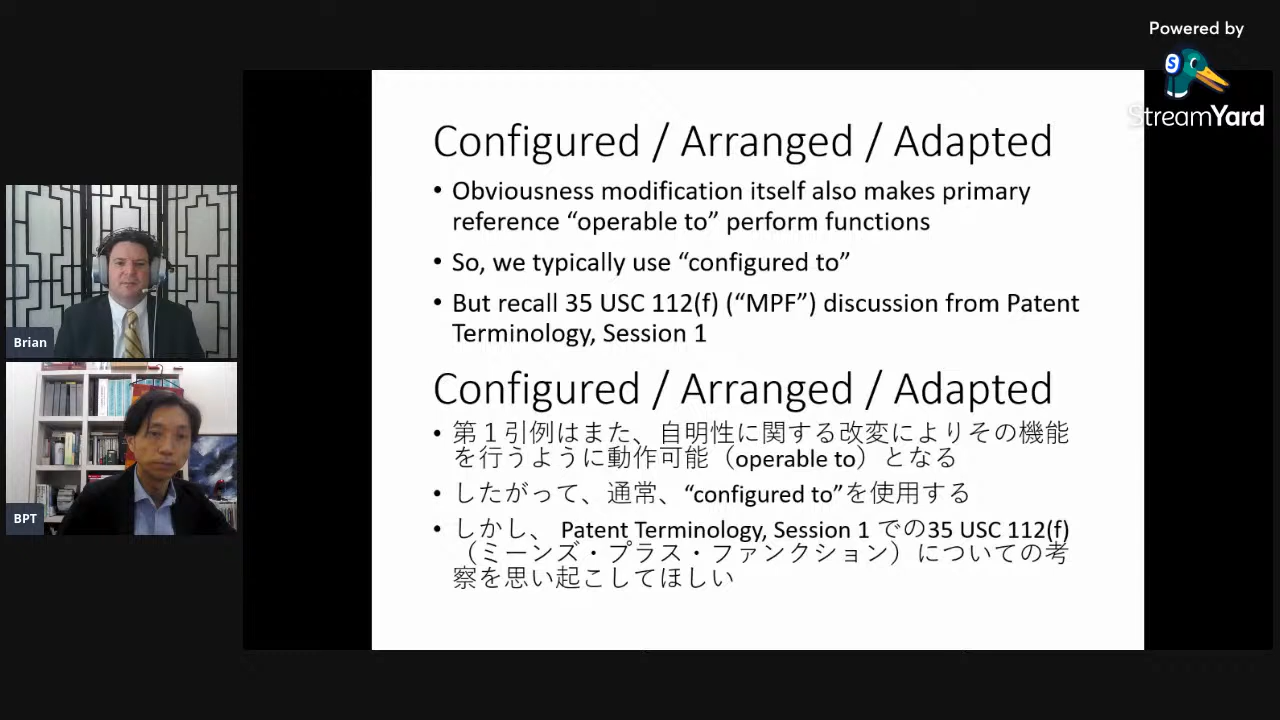 Powered by
StreamYard
Configured / Arranged / Adapted
• Obviousness modification itself also makes primary
reference “operable to” perform functions
• So, we typically use “configured to”
• But recall 35 USC 112(f) (“MPF”) discussion from Patent
Terminology, Session 1
Configured / Arranged / Adapted
• 第１引例はまた、自明性に関する改変によりその機能
を行うように動作可能（operable to）となる
• したがって、通常、“configured to”を使用する
• しかし、 Patent Terminology, Session 1 での35 USC 112(f)
（ミーンズ・プラス・ファンクション）についての考
察を思い起こしてほしい
Brian
BPT